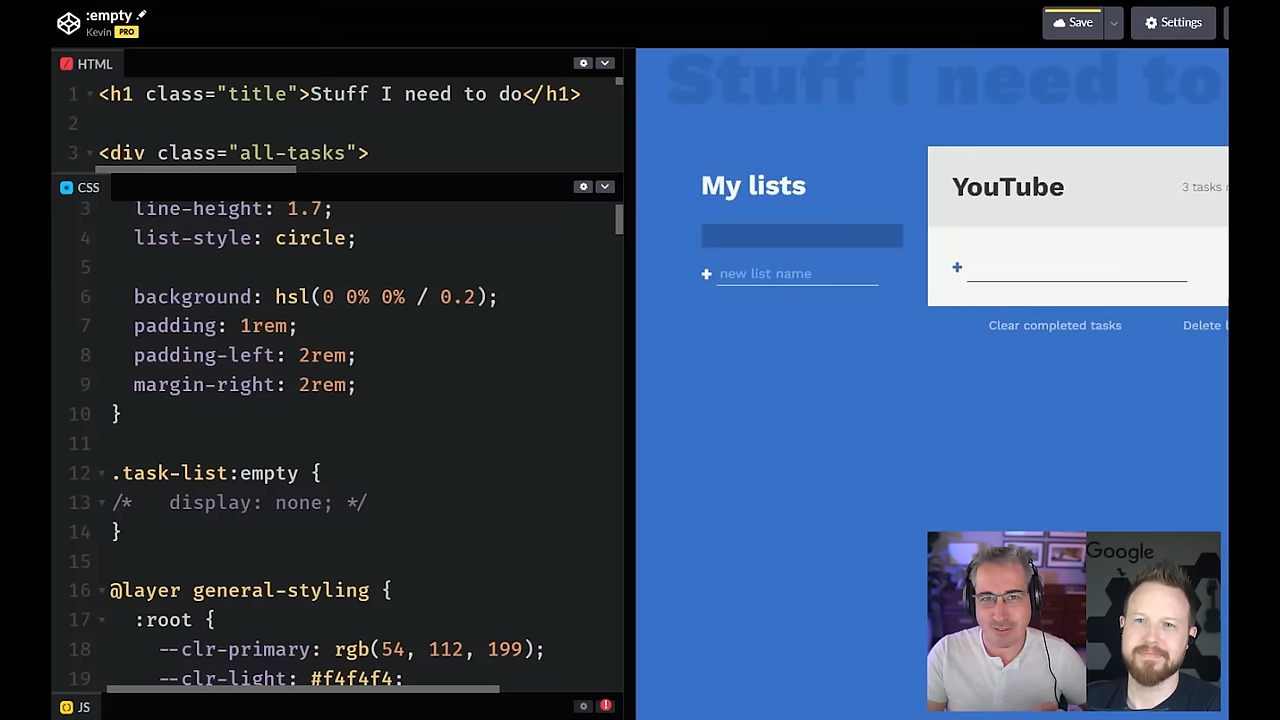 :empty
Kevin PRO
Save
Settings
HTML
1 <h1 class="title">Stuff I need to do</h1>
2
3 <div class="all-tasks">
CSS
3 line-height: 1.7;
4 list-style: circle;
5
6 background: hsl(0 0% 0% / 0.2);
7 padding: 1rem;
8 padding-left: 2rem;
9 margin-right: 2rem;
10 }
11
12 .task-list:empty {
13 /* display: none; */
14 }
15
16 @layer general-styling {
17 :root {
18 --clr-primary: rgb(54, 112, 199);
19 --clr-light: #f4f4f4;
JS
Stuff I need to
My lists
+ new list name
YouTube
3 tasks
+
Clear completed tasks
Delete
Google